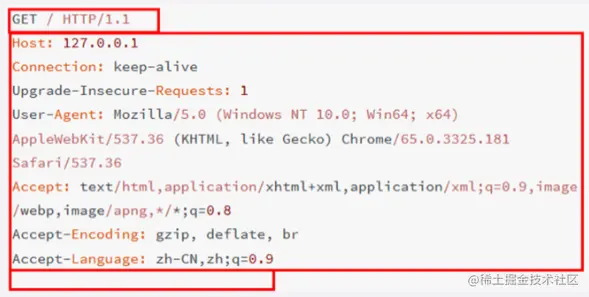 GET / HTTP/1.1
Host: 127.0.0.1
Connection: keep-alive
Upgrade-Insecure-Requests: 1
User-Agent: Mozilla/5.0 (Windows NT 10.0; Win64; x64)
AppleWebKit/537.36 (KHTML, like Gecko) Chrome/65.0.3325.181
Safari/537.36
Accept: text/html,application/xhtml+xml,application/xml;q=0.9,image
/webp,image/apng,*/*;q=0.8
Accept-Encoding: gzip, deflate, br
Accept-Language: zh-CN,zh;q=0.9
@稀土掘金技术社区